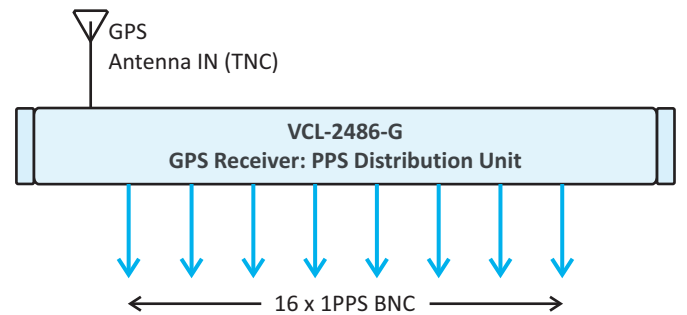 GPS
Antenna IN (TNC)
VCL-2486-G
GPS Receiver: PPS Distribution Unit
16 x 1PPS BNC